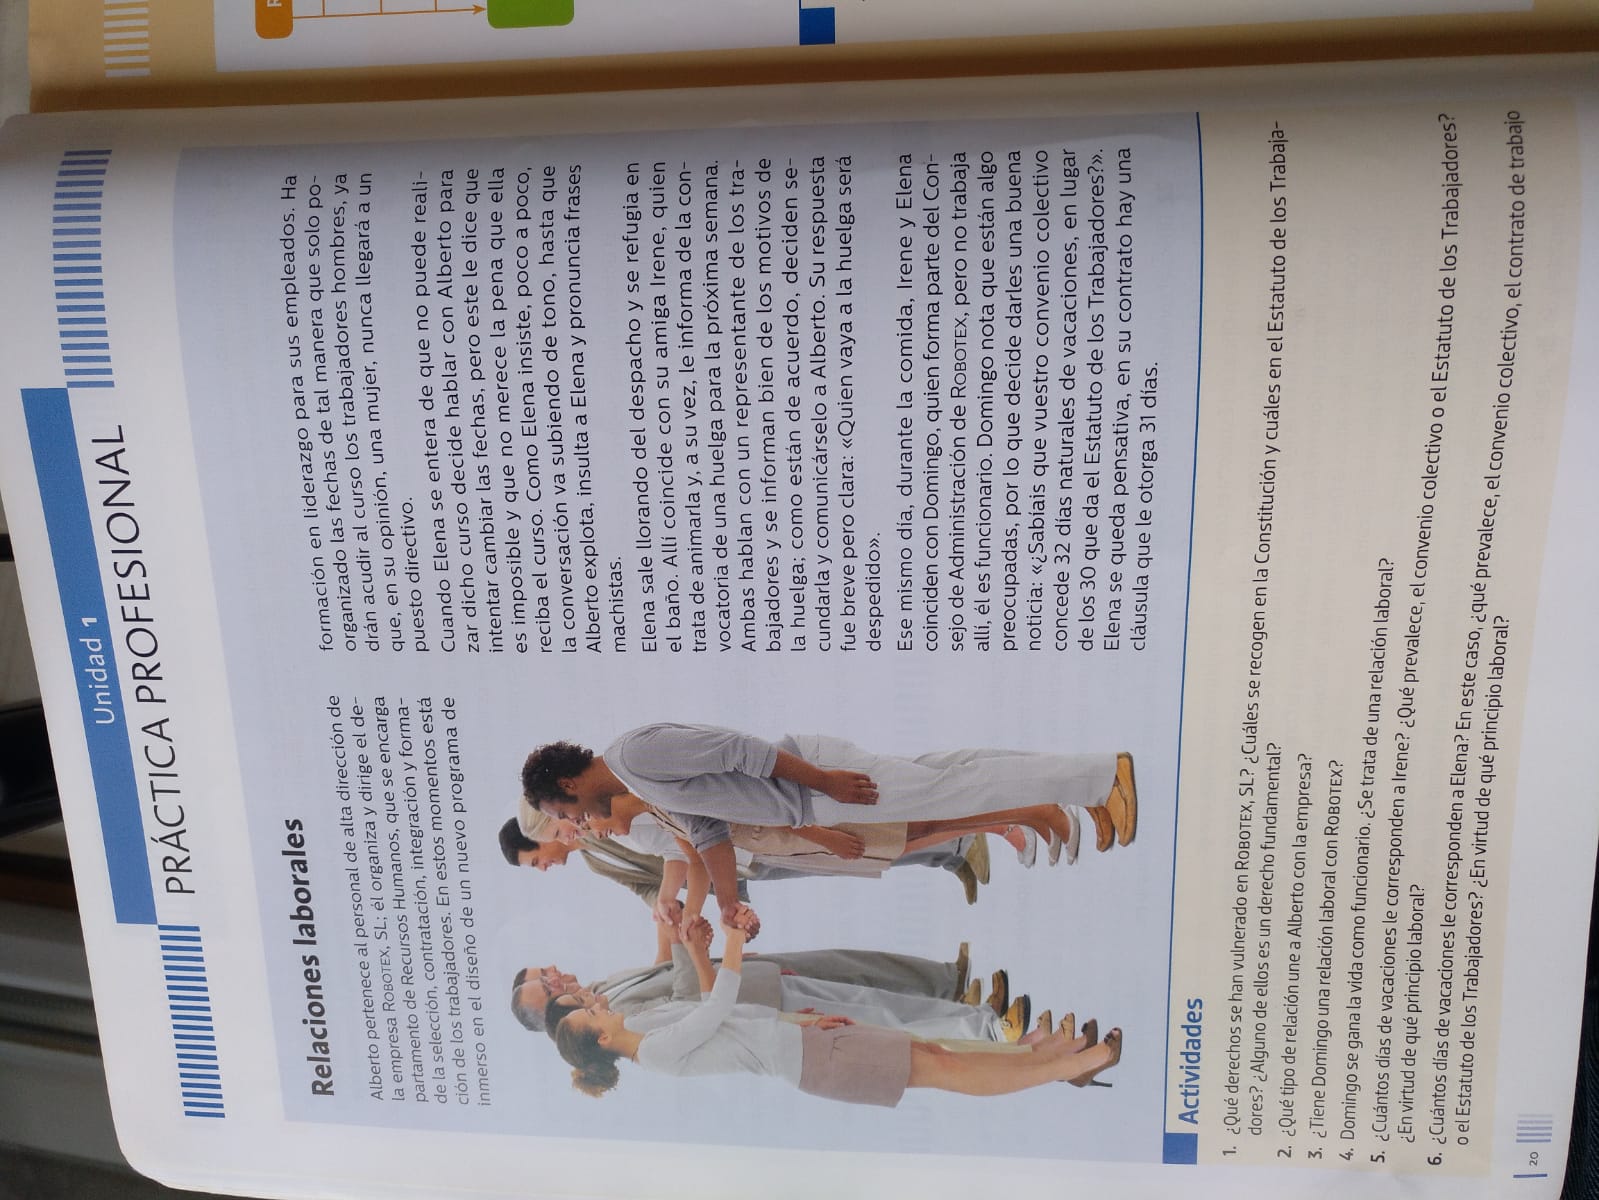 Unidad 1
PRÁCTICA PROFESIONAL
Relaciones laborales
Alberto pertenece al personal de alta dirección de
la empresa ROBOTEX, SL; él organiza y dirige el de-
partamento de Recursos Humanos, que se encarga
de la selección, contratación, integración y forma-
ción de los trabajadores. En estos momentos está
inmerso en el diseño de un nuevo programa de
formación en liderazgo para sus empleados. Ha
organizado las fechas de tal manera que solo po-
drán acudir al curso los trabajadores hombres, ya
que, en su opinión, una mujer, nunca llegará a un
puesto directivo.
Cuando Elena se entera de que no puede reali-
zar dicho curso decide hablar con Alberto para
intentar cambiar las fechas, pero este le dice que
es imposible y que no merece la pena que ella
reciba el curso. Como Elena insiste, poco a poco,
la conversación va subiendo de tono, hasta que
Alberto explota, insulta a Elena y pronuncia frases
machistas.
Elena sale llorando del despacho y se refugia en
el baño. Allí coincide con su amiga Irene, quien
trata de animarla y, a su vez, le informa de la con-
vocatoria de una huelga para la próxima semana.
Ambas hablan con un representante de los tra-
bajadores y se informan bien de los motivos de
la huelga; como están de acuerdo, deciden se-
cundarla y comunicárselo a Alberto. Su respuesta
fue breve pero clara: «Quien vaya a la huelga será
despedido».
Ese mismo día, durante la comida, Irene y Elena
coinciden con Domingo, quien forma parte del Con-
sejo de Administración de ROBOTEX, pero no trabaja
allí, él es funcionario. Domingo nota que están algo
preocupadas, por lo que decide darles una buena
noticia: «¿Sabíais que vuestro convenio colectivo
concede 32 días naturales de vacaciones, en lugar
de los 30 que da el Estatuto de los Trabajadores?».
Elena se queda pensativa, en su contrato hay una
cláusula que le otorga 31 días.
Actividades
1. ¿Qué derechos se han vulnerado en ROBOTEX, SL? ¿Cuáles se recogen en la Constitución y cuáles en el Estatuto de los Trabaja-
dores? ¿Alguno de ellos es un derecho fundamental?
2. ¿Qué tipo de relación une a Alberto con la empresa?
3. ¿Tiene Domingo una relación laboral con ROBOTEX?
4. Domingo se gana la vida como funcionario. ¿Se trata de una relación laboral?
5. ¿Cuántos días de vacaciones le corresponden a Irene? ¿Qué prevalece, el convenio colectivo o el Estatuto de los Trabajadores?
¿En virtud de qué principio laboral?
6. ¿Cuántos días de vacaciones le corresponden a Elena? En este caso, ¿qué prevalece, el convenio colectivo, el contrato de trabajo
o el Estatuto de los Trabajadores? ¿En virtud de qué principio laboral?
20